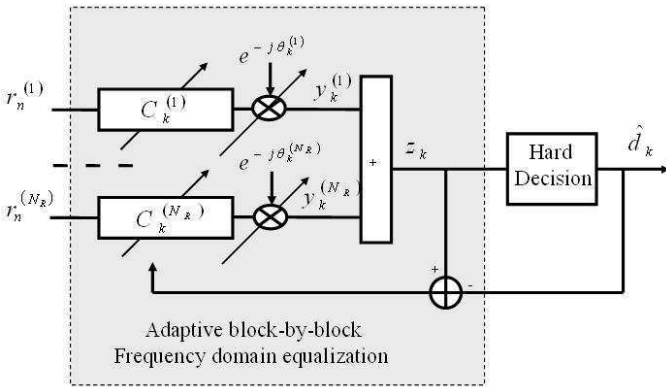 e^{-jθ_k^{(1)}}
r_n^{(1)}
C_k^{(1)}
y_k^{(1)}
+
z_k
Hard
Decision
\hat{d}_k
e^{-jθ_k^{(N_R)}}
r_n^{(N_R)}
C_k^{(N_R)}
y_k^{(N_R)}
+
-
Adaptive block-by-block
Frequency domain equalization